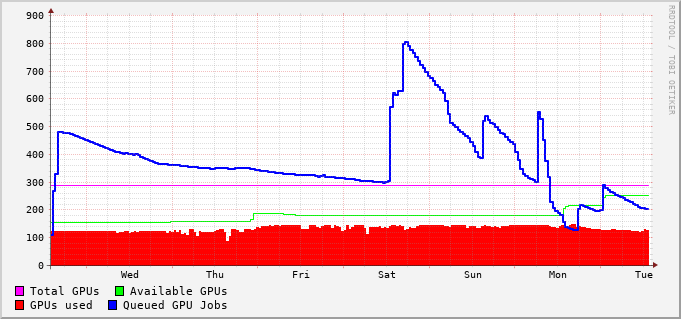 900
800
700
600
500
400
300
200
100
0
Wed Thu Fri Sat Sun Mon Tue
Total GPUs Available GPUs
GPUs used Queued GPU Jobs
RRDTOOL / TOBI OETIKER